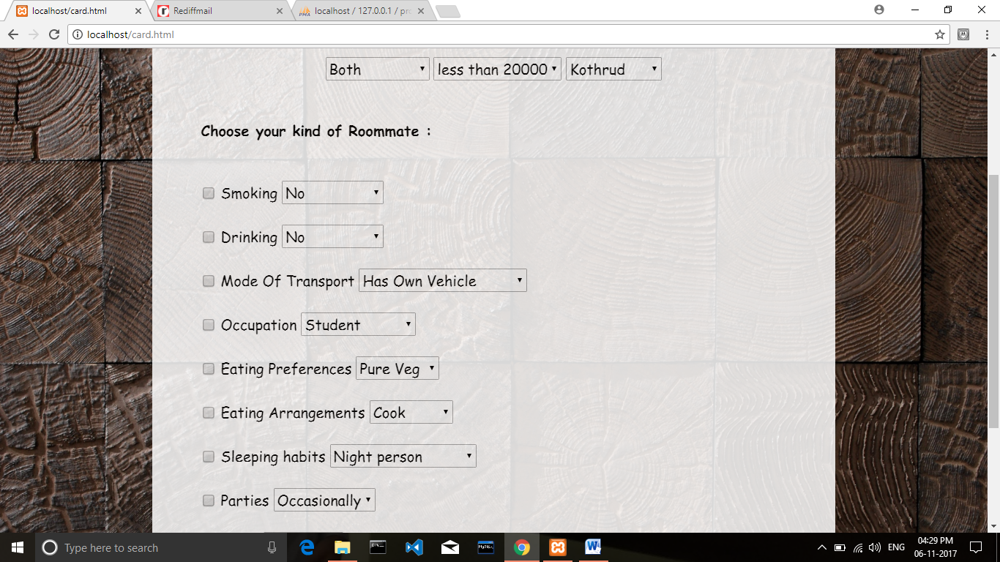 localhost/card.html
Rediffmail
localhost / 127.0.0.1 / pr
localhost/card.html
Both less than 20000 Kothrud
Choose your kind of Roommate :
Smoking No
Drinking No
Mode Of Transport Has Own Vehicle
Occupation Student
Eating Preferences Pure Veg
Eating Arrangements Cook
Sleeping habits Night person
Parties Occasionally
Type here to search
ENG
04:29 PM
06-11-2017